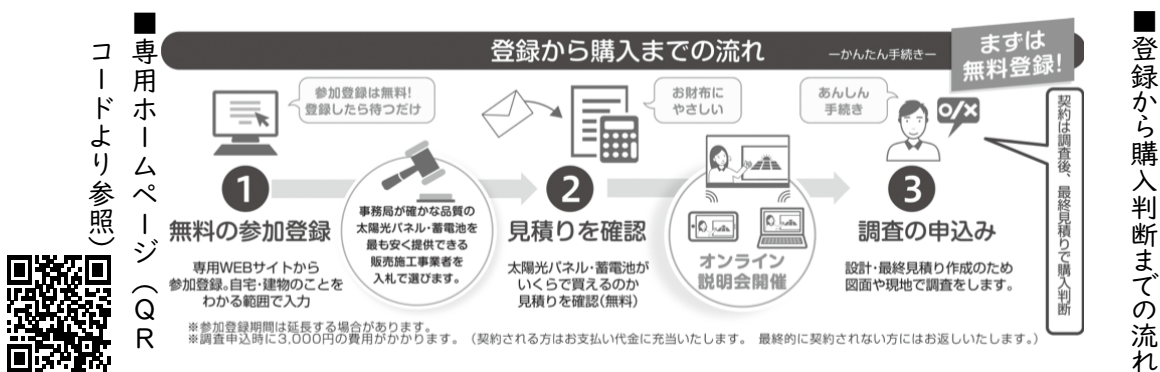 ■登録から購入判断までの流れ
登録から購入までの流れ ーかんたん手続きー
まずは
無料登録!
参加登録は無料!
登録したら待つだけ
お財布に
やさしい
あんしん
手続き
o/x
契約は調査後、最終見積りで購入判断
1
無料の参加登録
専用WEBサイトから
参加登録。自宅・建物のことを
わかる範囲で入力
事務局が確かな品質の
太陽光パネル・蓄電池を
最も安く提供できる
販売施工事業者を
入札で選びます。
2
見積りを確認
太陽光パネル・蓄電池が
いくらで買えるのか
見積りを確認(無料)
オンライン
説明会開催
3
調査の申込み
設計・最終見積り作成のため
図面や現地で調査をします。
※参加登録期間は延長する場合があります。
※調査申込時に3,000円の費用がかかります。(契約される方はお支払い代金に充当いたします。 最終的に契約されない方にはお返しいたします。)
■専用ホームページ(QR
コードより参照)